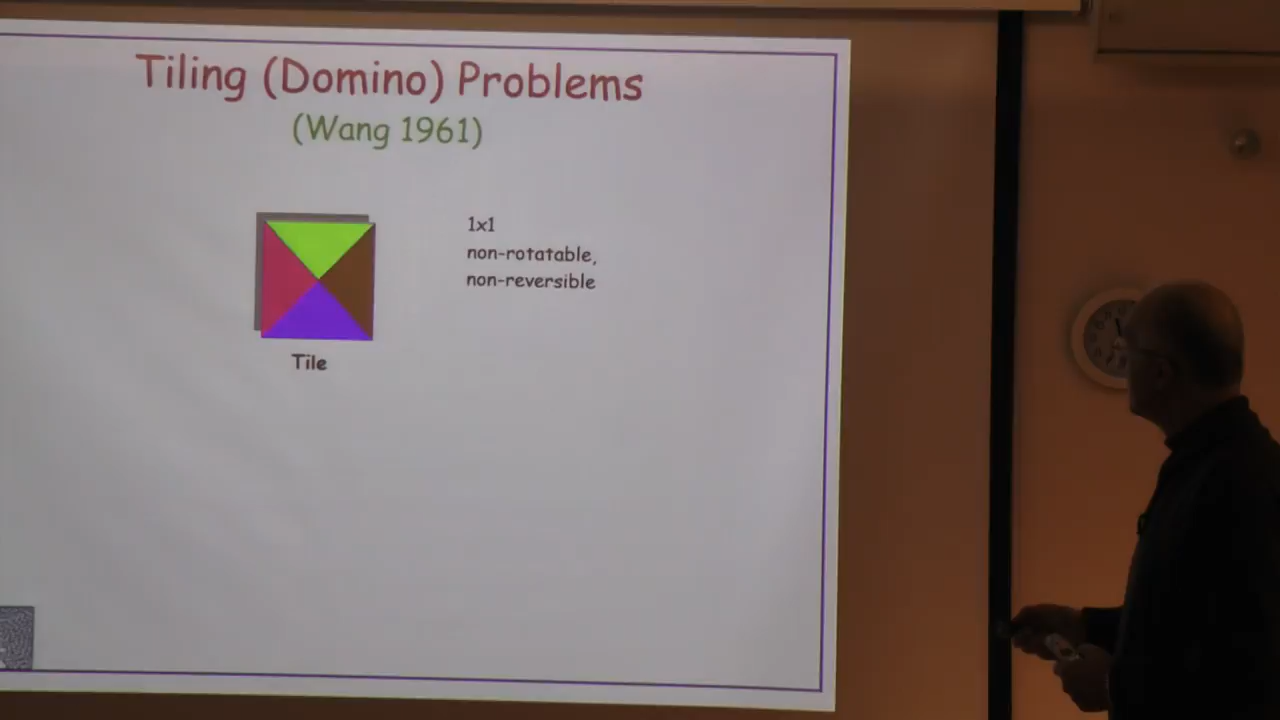 Tiling (Domino) Problems
(Wang 1961)
1x1
non-rotatable,
non-reversible
Tile